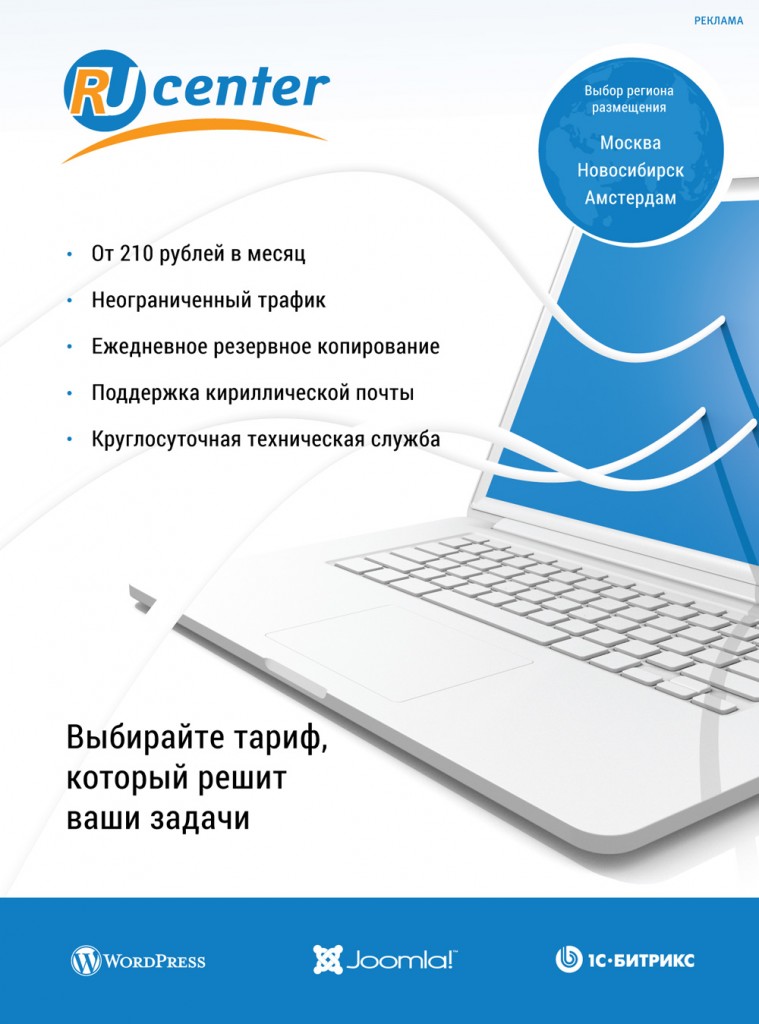 РЕКЛАМА
RU center
Выбор региона
размещения
Москва
Новосибирск
Амстердам
• От 210 рублей в месяц
• Неограниченный трафик
• Ежедневное резервное копирование
• Поддержка кириллической почты
• Круглосуточная техническая служба
Выбирайте тариф,
который решит
ваши задачи
WORDPRESS
Joomla!™
1С-БИТРИКС